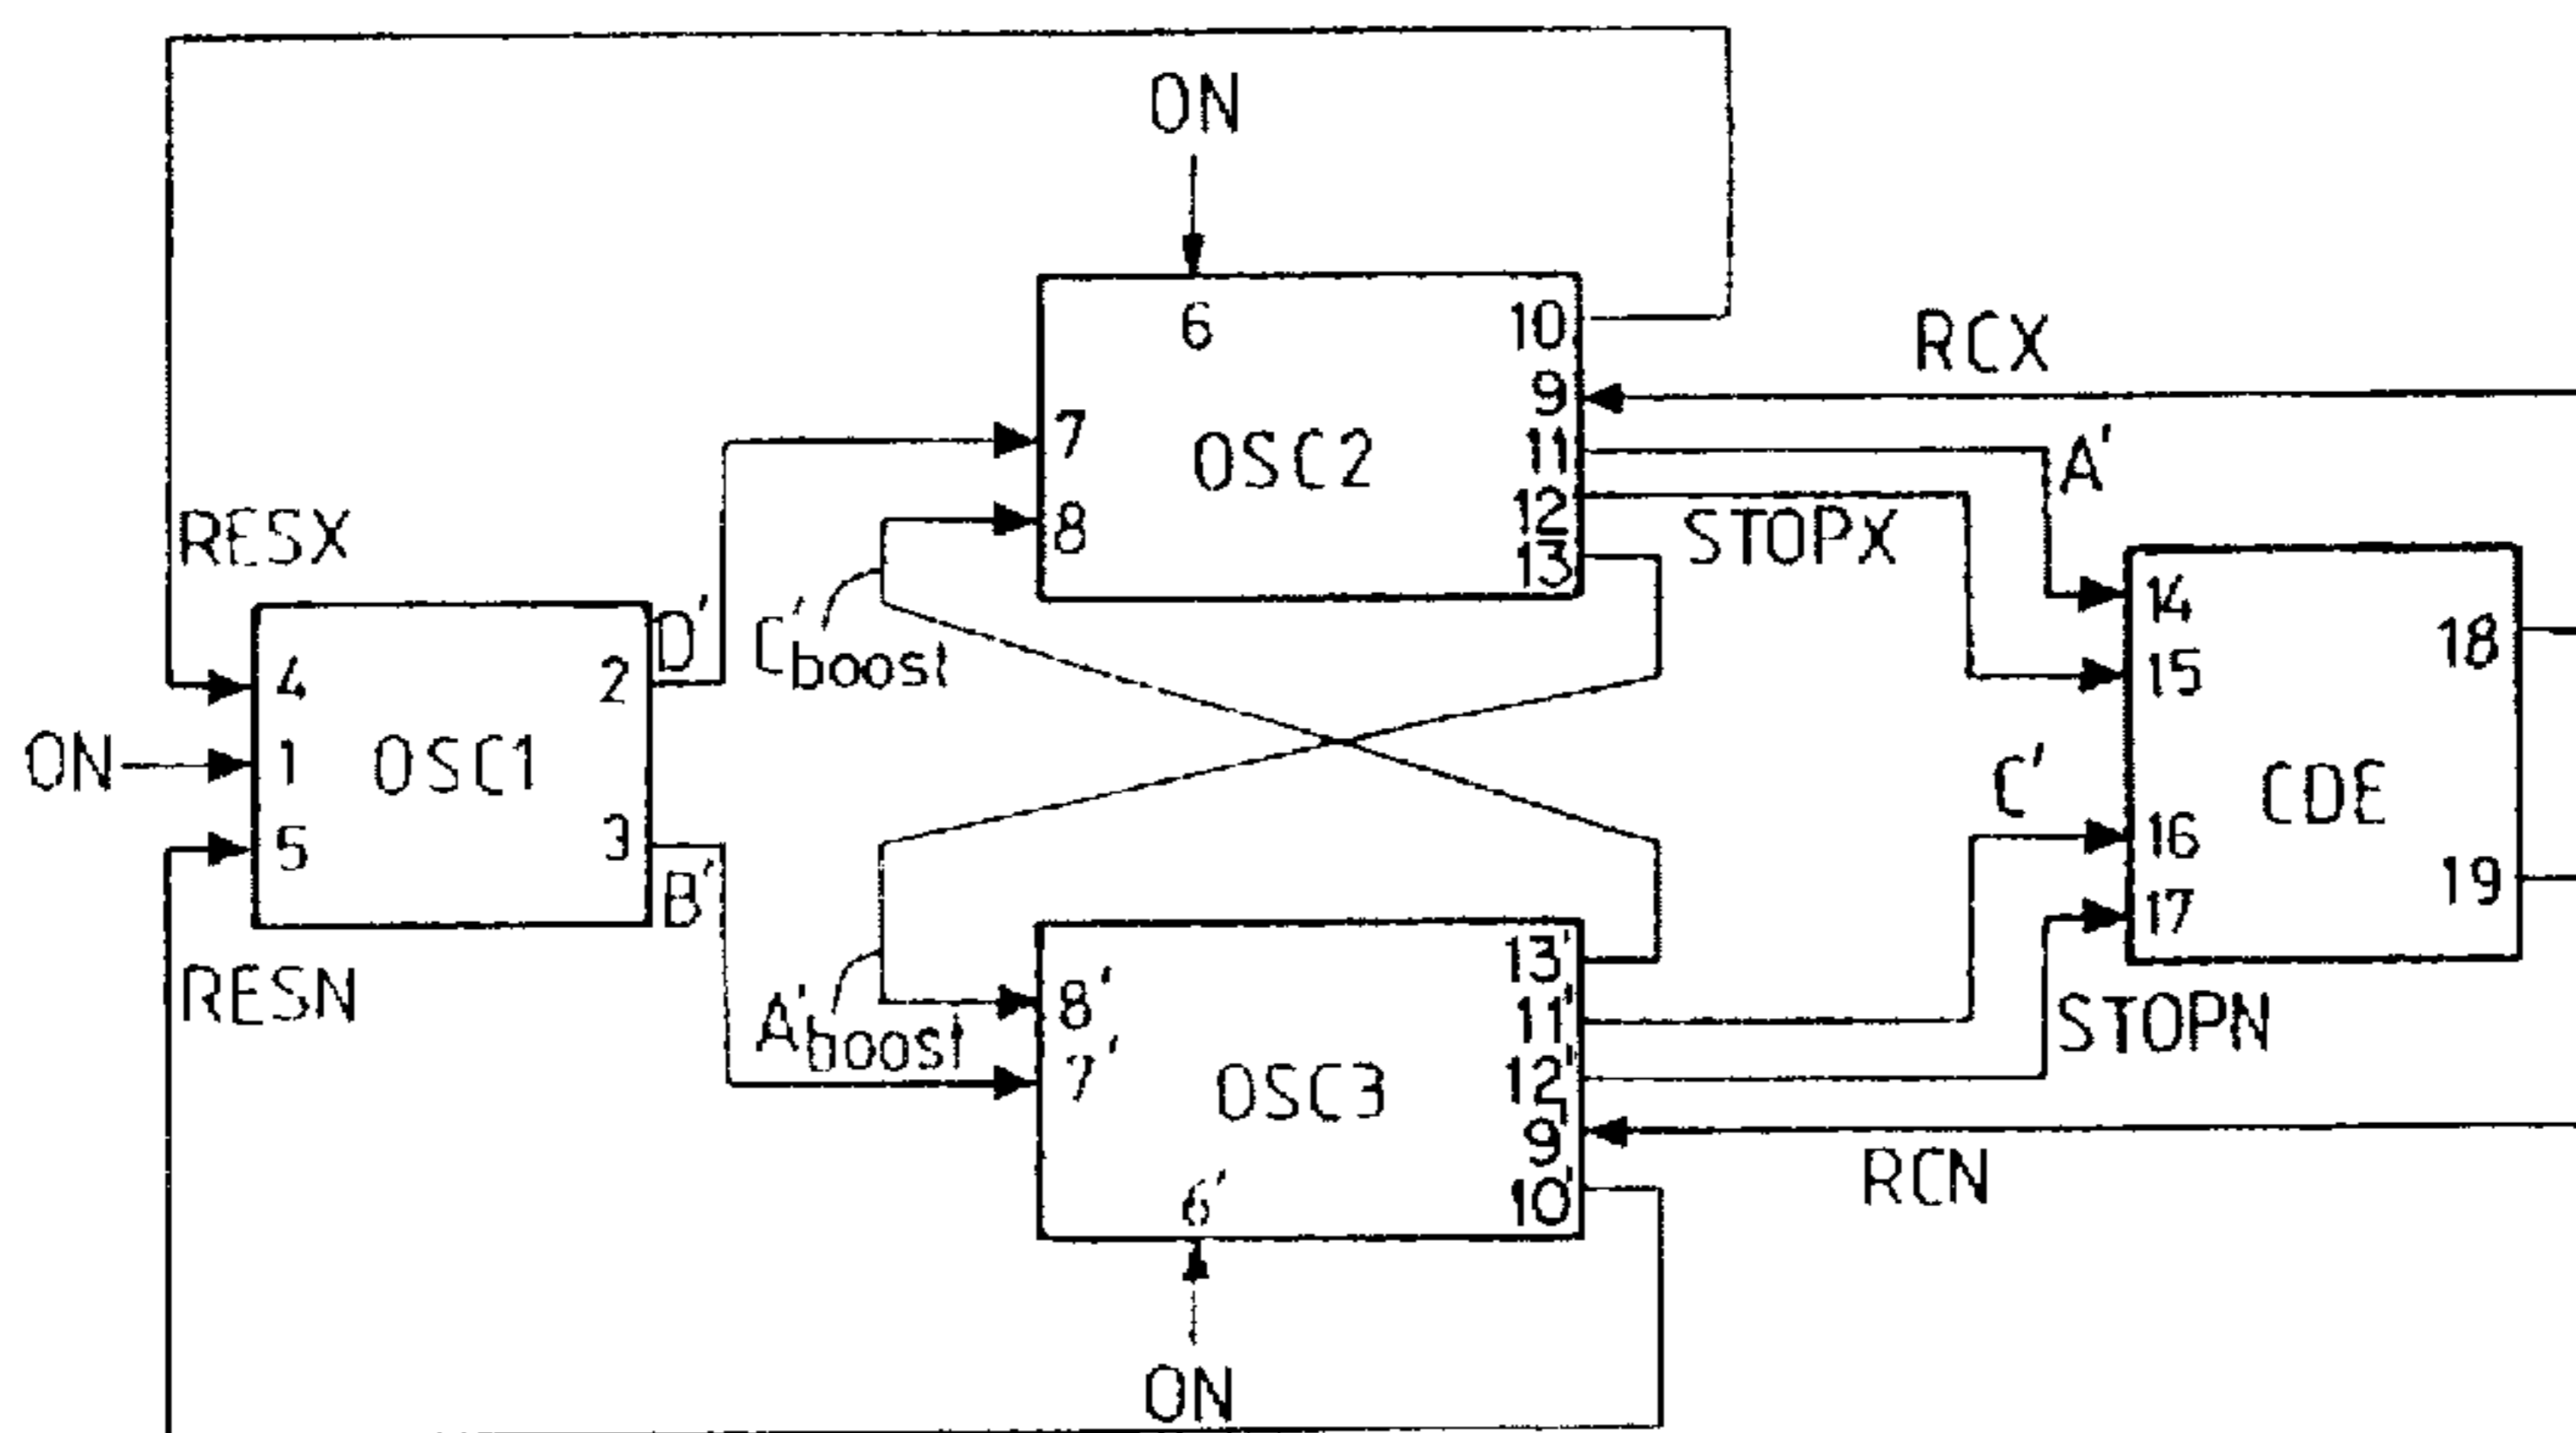 ON
6
10
RCX
9
7
OSC2
11
A'
12
8
STOPX
13
RESX
14
D'
C'boost
18
4
2
15
ON
1
OSC1
C'
CDE
5
3
16
B'
19
17
RESN
13'
8'
A'boost
11'
STOPN
7'
OSC3
12'
9'
RCN
6'
10'
ON